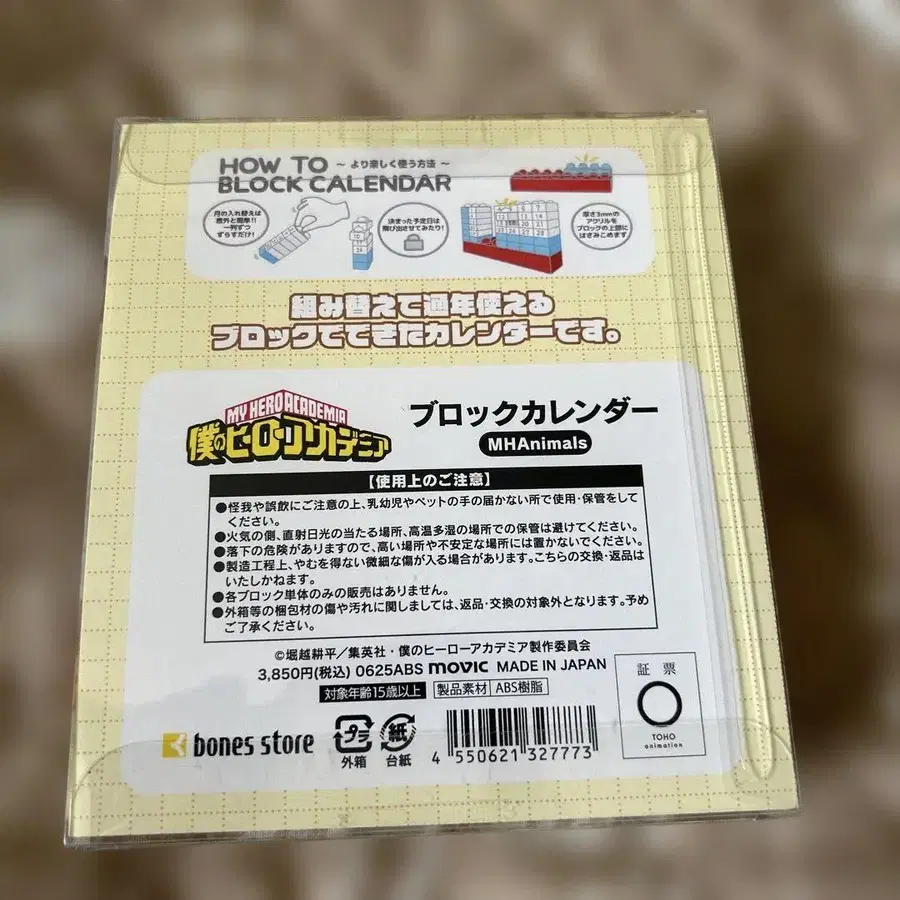 HOW TO ~より楽しく使う方法~
BLOCK CALENDAR
月の入れ替えは
意外と簡単!!
一列ずつ
ずらすだけ!
決まった予定日は
飛び出させてみたり!
厚さ3mmの
アクリルを
ブロックの上部に
はさみこめます
組み替えて通年使える
ブロックでできたカレンダーです。
MY HERO ACADEMIA
僕のヒーローアカデミア
ブロックカレンダー
MHAnimals
【使用上のご注意】
●怪我や誤飲にご注意の上、乳幼児やペットの手の届かない所で使用・保管をして
ください。
●火気の側、直射日光の当たる場所、高温多湿の場所での保管は避けてください。
●落下の危険がありますので、高い場所や不安定な場所には置かないでください。
●製造工程上、やむを得ない微細な傷が入る場合があります。こちらの交換・返品は
いたしかねます。
●各ブロック単体のみの販売はありません。
●外箱等の梱包材の傷や汚れに関しましては、返品・交換の対象外となります。予め
ご了承ください。
©堀越耕平／集英社・僕のヒーローアカデミア製作委員会
3,850円(税込) 0625ABS movic MADE IN JAPAN
対象年齢15歳以上 製品素材 ABS樹脂
bones store
プラ
外箱
紙
台紙
4 550621 327773
証票
TOHO
animation